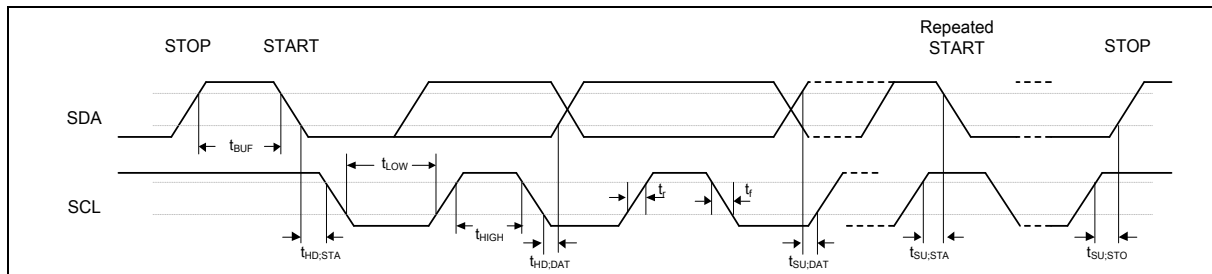 Repeated
STOP START START STOP
SDA
tBUF
tLOW
SCL
tr tf
tHIGH
tHD;STA tHD;DAT tSU;DAT tSU;STA tSU;STO